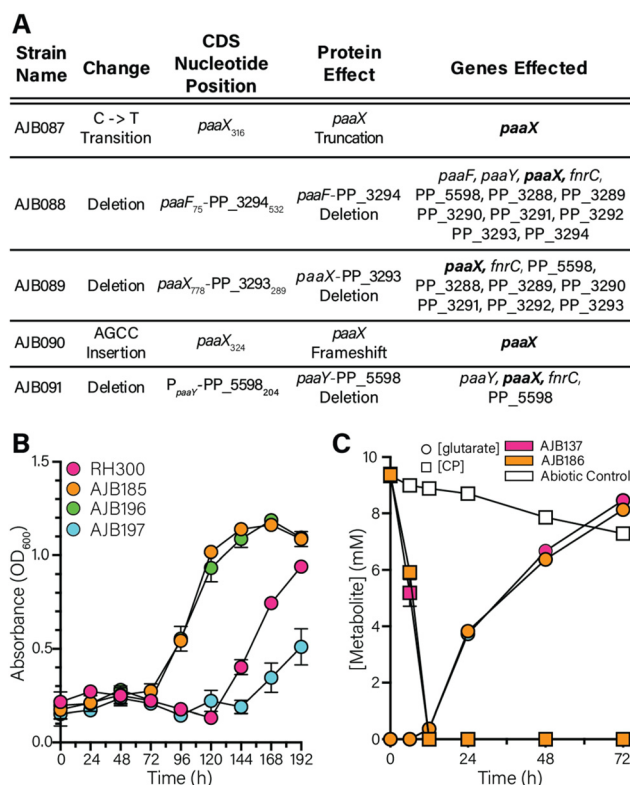 A
Strain Name Change CDS Nucleotide Position Protein Effect Genes Effected
AJB087 C -> T Transition paaX316 paaX Truncation paaX
AJB088 Deletion paaF75-PP_3294532 paaF-PP_3294 Deletion paaF, paaY, paaX, fnrC, PP_5598, PP_3288, PP_3289 PP_3290, PP_3291, PP_3292 PP_3293, PP_3294
AJB089 Deletion paaX778-PP_3293289 paaX-PP_3293 Deletion paaX, fnrC, PP_5598, PP_3288, PP_3289, PP_3290 PP_3291, PP_3292, PP_3293
AJB090 AGCC Insertion paaX324 paaX Frameshift paaX
AJB091 Deletion PpaaY-PP_5598204 paaY-PP_5598 Deletion paaY, paaX, fnrC, PP_5598
B
RH300
AJB185
AJB196
AJB197
Absorbance (OD600)
1.5
1.0
0.5
0.0
0 24 48 72 96 120 144 168 192
Time (h)
C
[glutarate]
[CP]
AJB137
AJB186
Abiotic Control
[Metabolite] (mM)
10
8
6
4
2
0
0 24 48 72
Time (h)